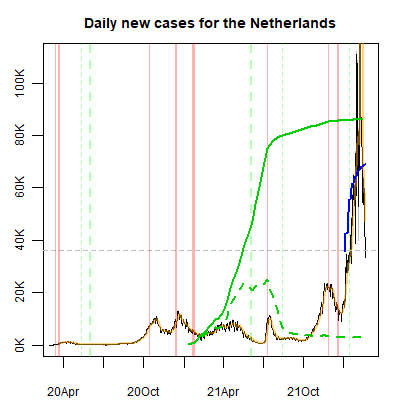 Daily new cases for the Netherlands
100K
80K
60K
40K
20K
0K
20Apr
20Oct
21Apr
21Oct